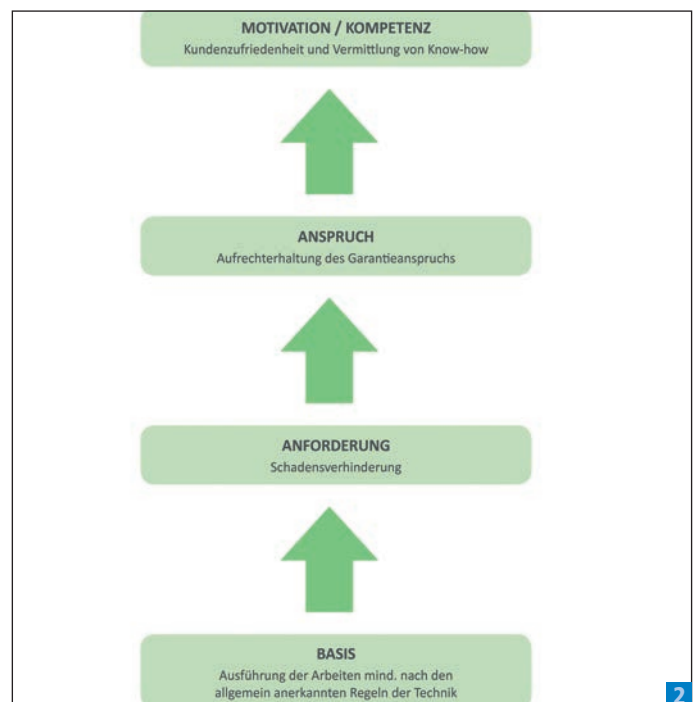 MOTIVATION / KOMPETENZ
Kundenzufriedenheit und Vermittlung von Know-how
ANSPRUCH
Aufrechterhaltung des Garantieanspruchs
ANFORDERUNG
Schadensverhinderung
BASIS
Ausführung der Arbeiten mind. nach den
allgemein anerkannten Regeln der Technik
2